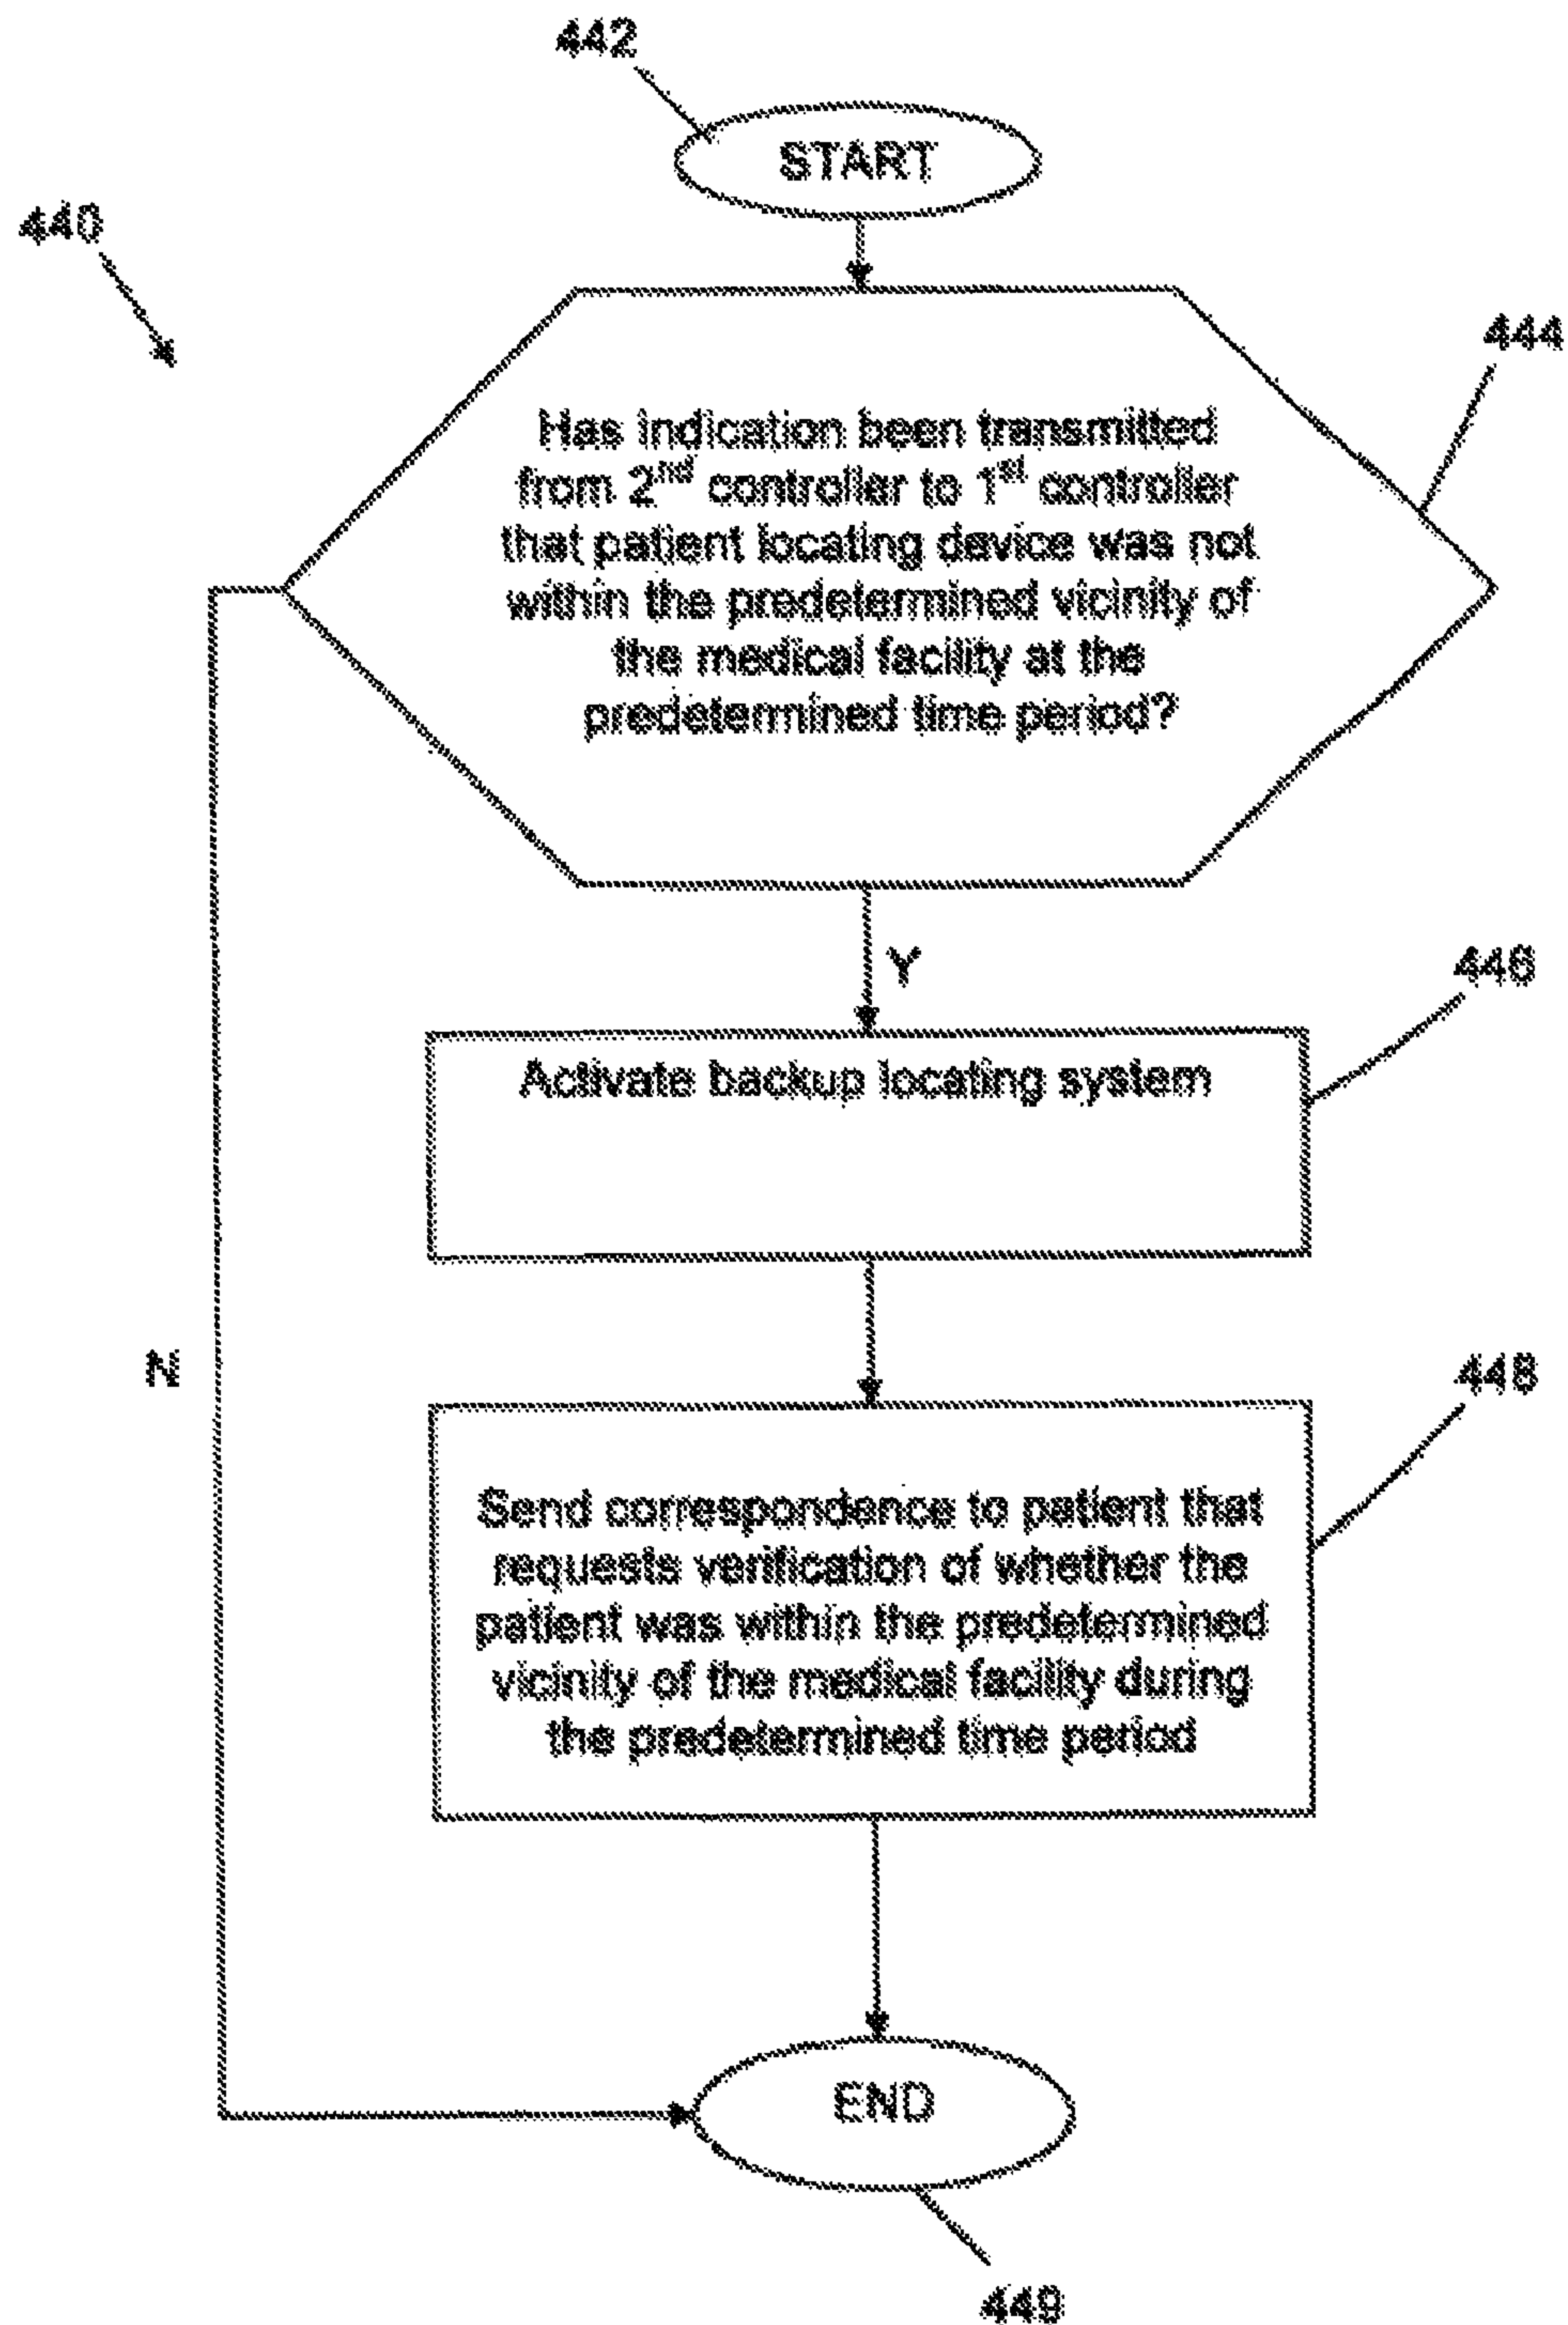 442
START
440
444
Has indication been transmitted
from 2nd controller to 1st controller
that patient locating device was not
within the predetermined vicinity of
the medical facility at the
predetermined time period?
Y
446
Activate backup locating system
N
448
Send correspondence to patient that
requests verification of whether the
patient was within the predetermined
vicinity of the medical facility during
the predetermined time period
END
449